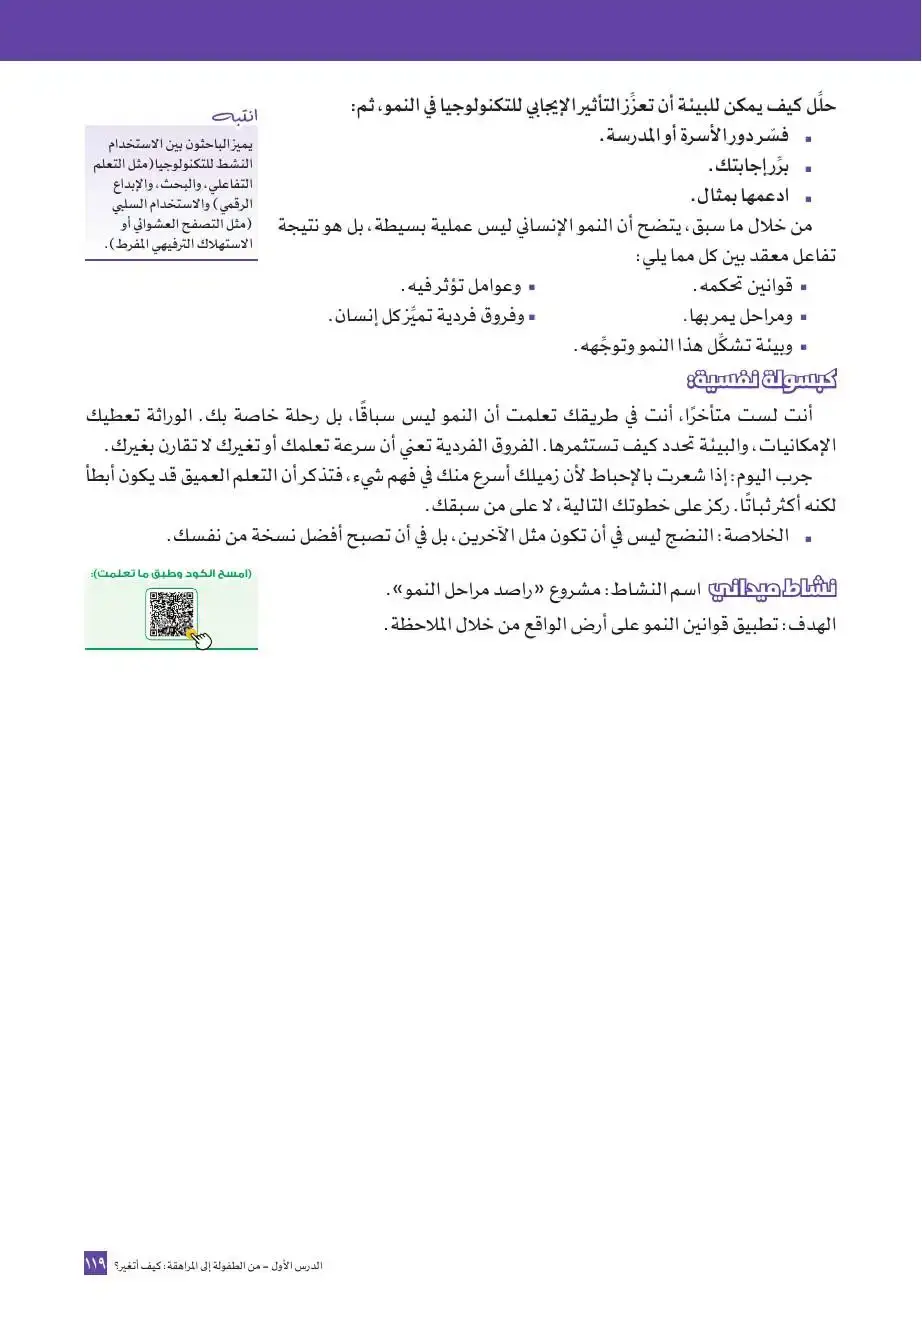 حلِّل كيف يمكن للبيئة أن تعزِّز التأثير الإيجابي للتكنولوجيا في النمو، ثم:
▪ فسّر دور الأسرة أو المدرسة.
▪ برِّر إجابتك.
▪ ادعمها بمثال.
انتبه
يميز الباحثون بين الاستخدام
النشط للتكنولوجيا (مثل التعلم
التفاعلي، والبحث، والإبداع
الرقمي) والاستخدام السلبي
(مثل التصفح العشوائي أو
الاستهلاك الترفيهي المفرط).
من خلال ما سبق، يتضح أن النمو الإنساني ليس عملية بسيطة، بل هو نتيجة
تفاعل معقد بين كل مما يلي:
▪ قوانين تحكمه. ▪ وعوامل تؤثر فيه.
▪ ومراحل يمر بها. ▪ وفروق فردية تميِّز كل إنسان.
▪ وبيئة تشكِّل هذا النمو وتوجِّهه.
كبسولة نفسية:
أنت لست متأخرًا، أنت في طريقك تعلمت أن النمو ليس سباقًا، بل رحلة خاصة بك. الوراثة تعطيك
الإمكانيات، والبيئة تحدد كيف تستثمرها. الفروق الفردية تعني أن سرعة تعلمك أو تغيرك لا تقارن بغيرك.
جرب اليوم: إذا شعرت بالإحباط لأن زميلك أسرع منك في فهم شيء، فتذكر أن التعلم العميق قد يكون أبطأ
لكنه أكثر ثباتًا. ركز على خطوتك التالية، لا على من سبقك.
▪ الخلاصة: النضج ليس في أن تكون مثل الآخرين، بل في أن تصبح أفضل نسخة من نفسك.
نشاط ميداني اسم النشاط: مشروع «راصد مراحل النمو».
الهدف: تطبيق قوانين النمو على أرض الواقع من خلال الملاحظة.
(امسح الكود وطبق ما تعلمت):
الدرس الأول – من الطفولة إلى المراهقة: كيف أتغير؟ ١١٩